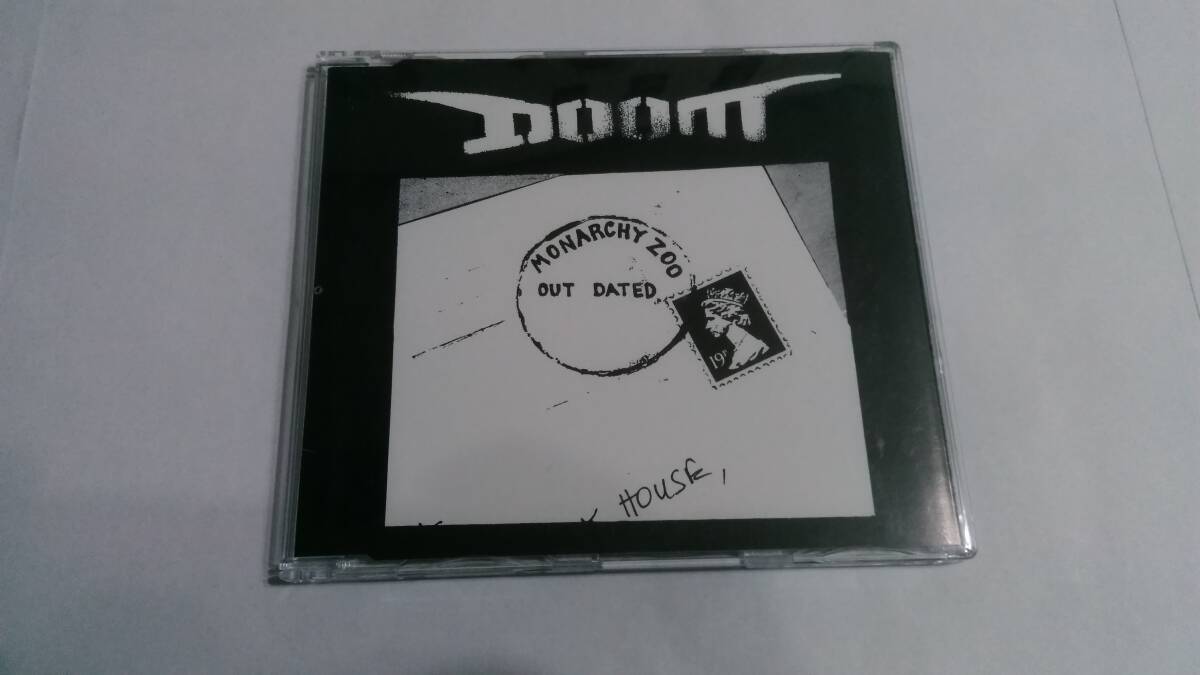 DOOM
MONARCHY ZOO
OUT DATED
19P
HOUSE,